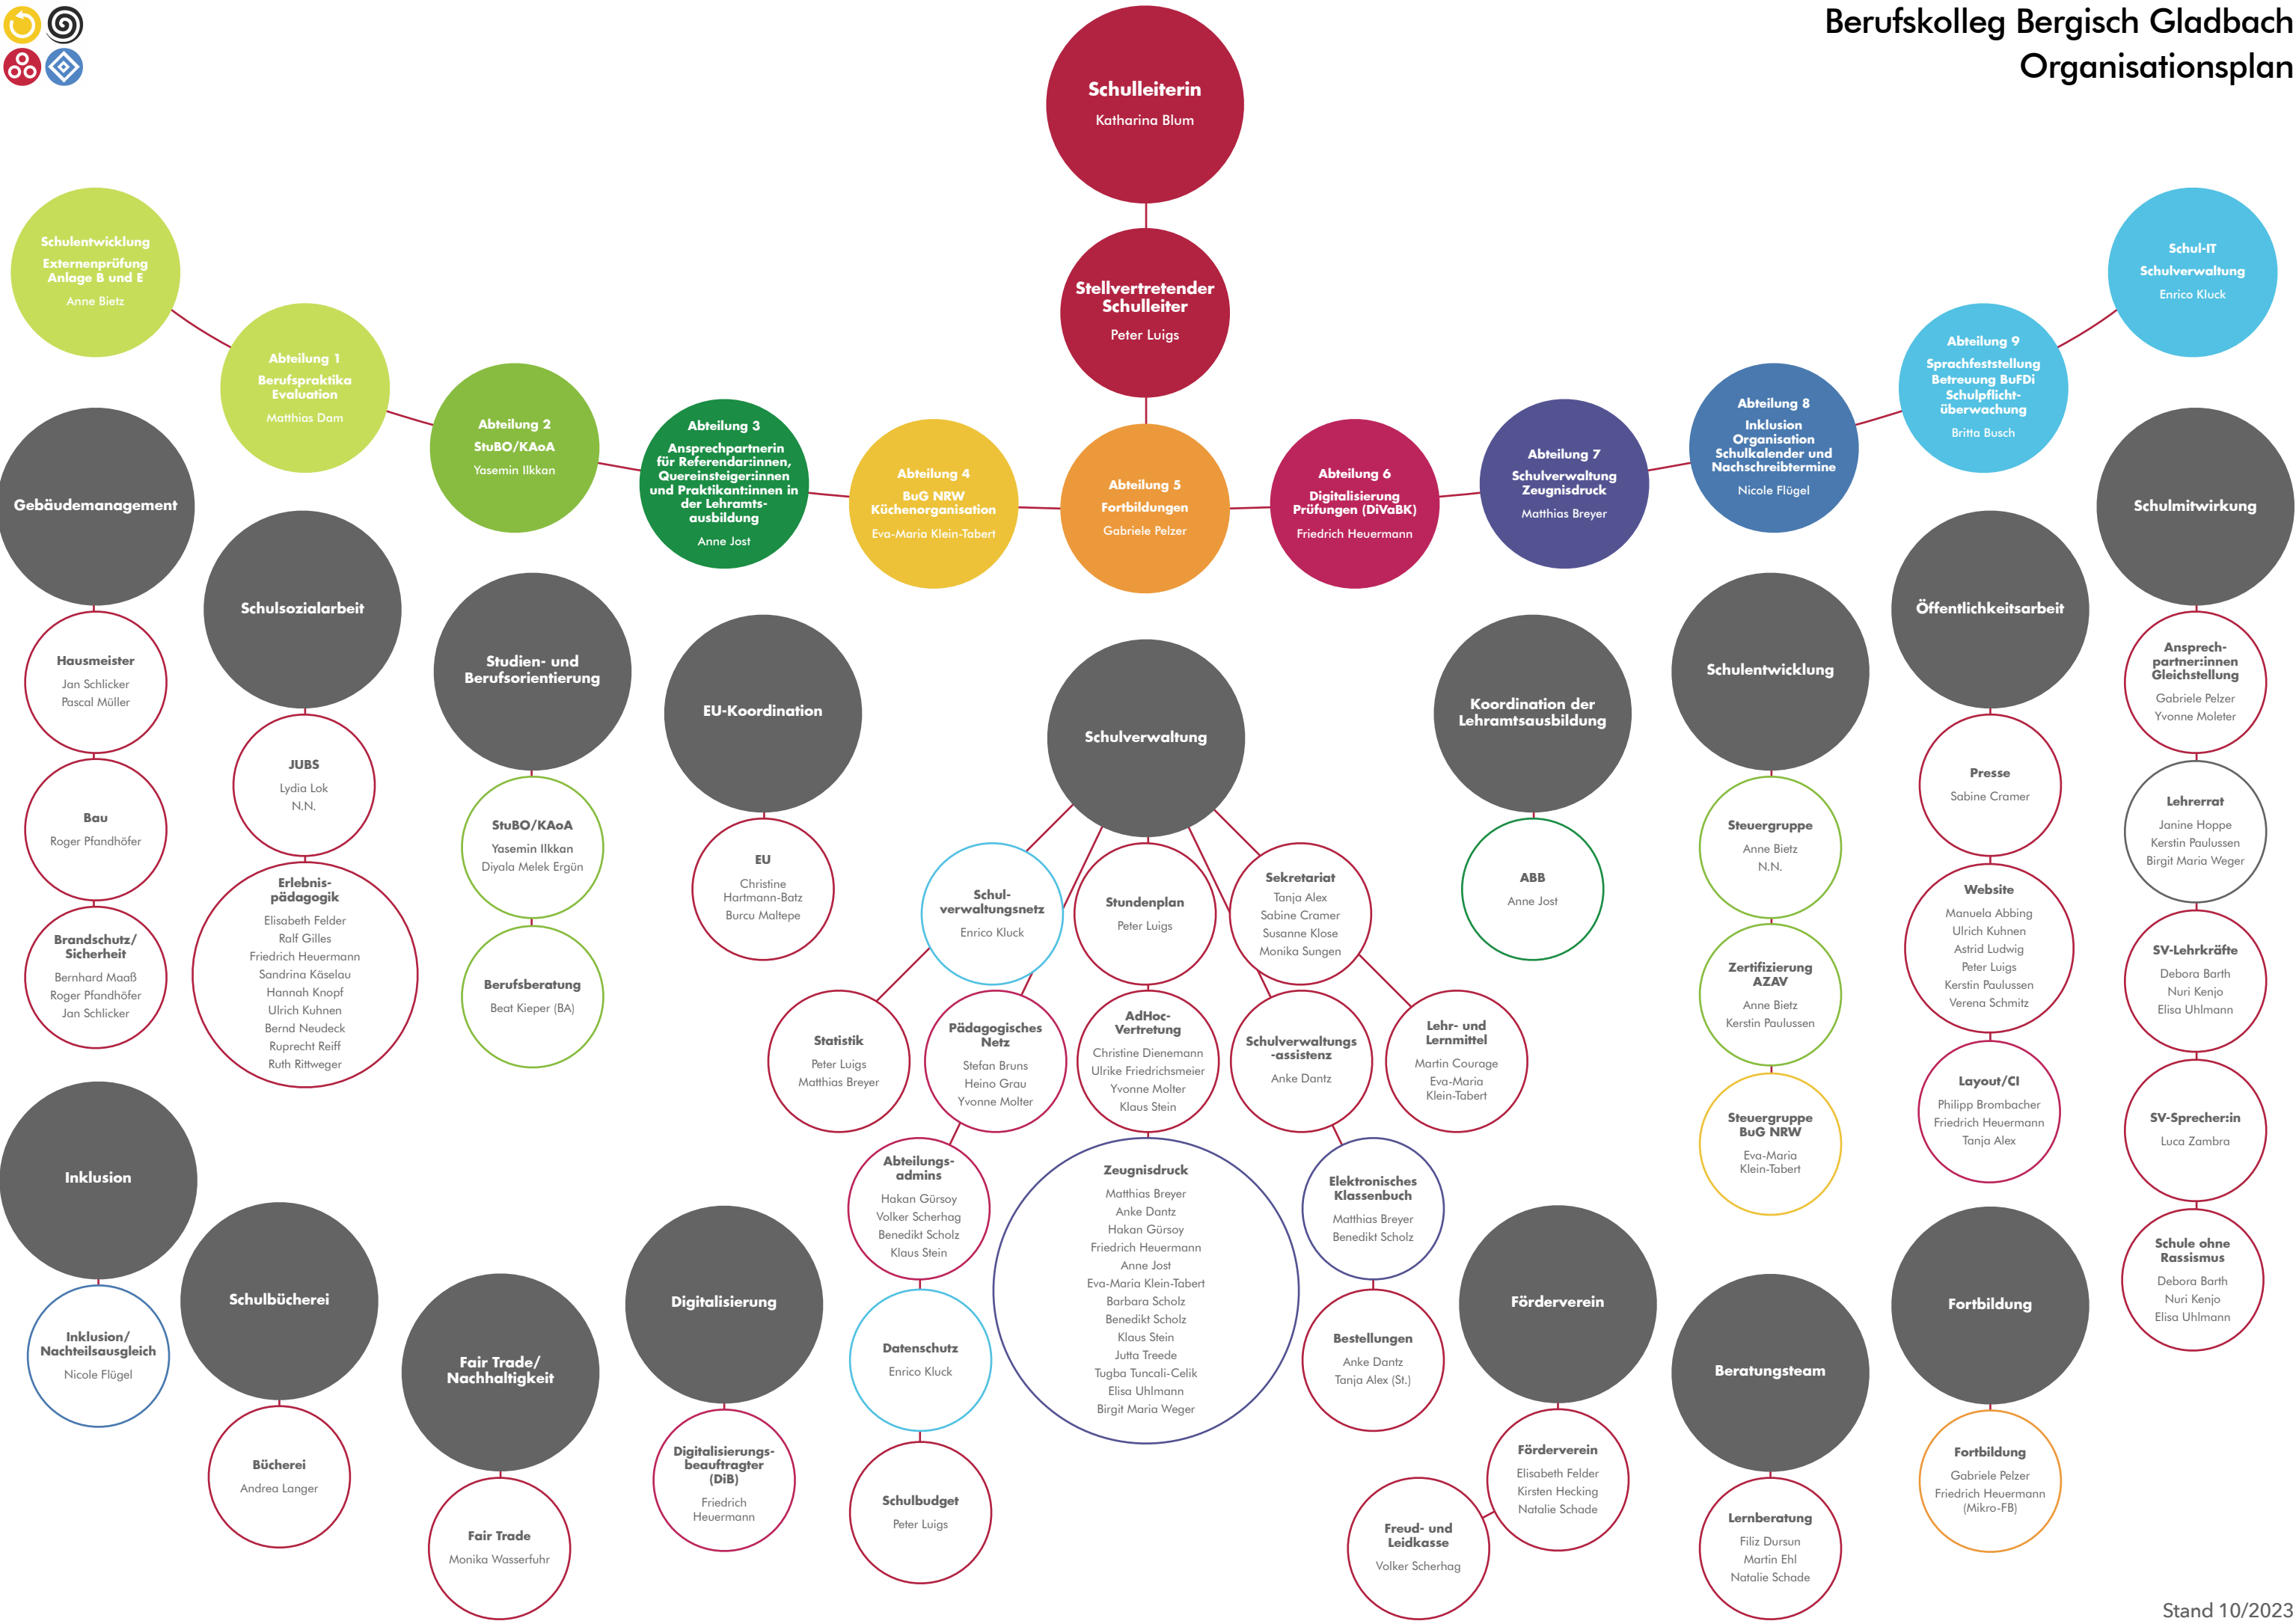 Berufskolleg Bergisch Gladbach
Organisationsplan
Schulleiterin
Katharina Blum
Stellvertretender
Schulleiter
Peter Luigs
Schulentwicklung
Externenprüfung
Anlage B und E
Anne Bietz
Abteilung 1
Berufspraktika
Evaluation
Matthias Dam
Abteilung 2
StuBO/KAoA
Yasemin Ilkkan
Abteilung 3
Ansprechpartnerin
für Referendar:innen,
Quereinsteiger:innen
und Praktikant:innen in
der Lehramts-
ausbildung
Anne Jost
Abteilung 4
BuG NRW
Küchenorganisation
Eva-Maria Klein-Tabert
Abteilung 5
Fortbildungen
Gabriele Pelzer
Abteilung 6
Digitalisierung
Prüfungen (DiVaBK)
Friedrich Heuermann
Abteilung 7
Schulverwaltung
Zeugnisdruck
Matthias Breyer
Abteilung 8
Inklusion
Organisation
Schulkalender und
Nachschreibtermine
Nicole Flügel
Abteilung 9
Sprachfeststellung
Betreuung BuFDi
Schulpflicht-
überwachung
Britta Busch
Schul-IT
Schulverwaltung
Enrico Kluck
Gebäudemanagement
Hausmeister
Jan Schlicker
Pascal Müller
Bau
Roger Pfandhöfer
Brandschutz/
Sicherheit
Bernhard Maaß
Roger Pfandhöfer
Jan Schlicker
Schulsozialarbeit
JUBS
Lydia Lok
N.N.
Erlebnis-
pädagogik
Elisabeth Felder
Ralf Gilles
Friedrich Heuermann
Sandrina Käselau
Hannah Knopf
Ulrich Kuhnen
Bernd Neudeck
Ruprecht Reiff
Ruth Rittweger
Studien- und
Berufsorientierung
StuBO/KAoA
Yasemin Ilkkan
Diyala Melek Ergün
Berufsberatung
Beat Kieper (BA)
EU-Koordination
EU
Christine
Hartmann-Batz
Burcu Maltepe
Schulverwaltung
Schul-
verwaltungsnetz
Enrico Kluck
Stundenplan
Peter Luigs
Sekretariat
Tanja Alex
Sabine Cramer
Susanne Klose
Monika Sungen
Statistik
Peter Luigs
Matthias Breyer
Pädagogisches
Netz
Stefan Bruns
Heino Grau
Yvonne Molter
AdHoc-
Vertretung
Christine Dienemann
Ulrike Friedrichsmeier
Yvonne Molter
Klaus Stein
Schulverwaltungs
-assistenz
Anke Dantz
Lehr- und
Lernmittel
Martin Courage
Eva-Maria
Klein-Tabert
Abteilungs-
admins
Hakan Gürsoy
Volker Scherhag
Benedikt Scholz
Klaus Stein
Zeugnisdruck
Matthias Breyer
Anke Dantz
Hakan Gürsoy
Friedrich Heuermann
Anne Jost
Eva-Maria Klein-Tabert
Barbara Scholz
Benedikt Scholz
Klaus Stein
Jutta Treede
Tugba Tuncali-Celik
Elisa Uhlmann
Birgit Maria Weger
Elektronisches
Klassenbuch
Matthias Breyer
Benedikt Scholz
Datenschutz
Enrico Kluck
Bestellungen
Anke Dantz
Tanja Alex (St.)
Schulbudget
Peter Luigs
Koordination der
Lehramtsausbildung
ABB
Anne Jost
Schulentwicklung
Steuergruppe
Anne Bietz
N.N.
Zertifizierung
AZAV
Anne Bietz
Kerstin Paulussen
Steuergruppe
BuG NRW
Eva-Maria
Klein-Tabert
Öffentlichkeitsarbeit
Presse
Sabine Cramer
Website
Manuela Abbing
Ulrich Kuhnen
Astrid Ludwig
Peter Luigs
Kerstin Paulussen
Verena Schmitz
Layout/CI
Philipp Brombacher
Friedrich Heuermann
Tanja Alex
Schulmitwirkung
Ansprech-
partner:innen
Gleichstellung
Gabriele Pelzer
Yvonne Moleter
Lehrerrat
Janine Hoppe
Kerstin Paulussen
Birgit Maria Weger
SV-Lehrkräfte
Debora Barth
Nuri Kenjo
Elisa Uhlmann
SV-Sprecher:in
Luca Zambra
Schule ohne
Rassismus
Debora Barth
Nuri Kenjo
Elisa Uhlmann
Inklusion
Inklusion/
Nachteilsausgleich
Nicole Flügel
Schulbücherei
Bücherei
Andrea Langer
Fair Trade/
Nachhaltigkeit
Fair Trade
Monika Wasserfuhr
Digitalisierung
Digitalisierungs-
beauftragter
(DiB)
Friedrich
Heuermann
Förderverein
Förderverein
Elisabeth Felder
Kirsten Hecking
Natalie Schade
Freud- und
Leidkasse
Volker Scherhag
Beratungsteam
Lernberatung
Filiz Dursun
Martin Ehl
Natalie Schade
Fortbildung
Fortbildung
Gabriele Pelzer
Friedrich Heuermann
(Mikro-FB)
Stand 10/2023